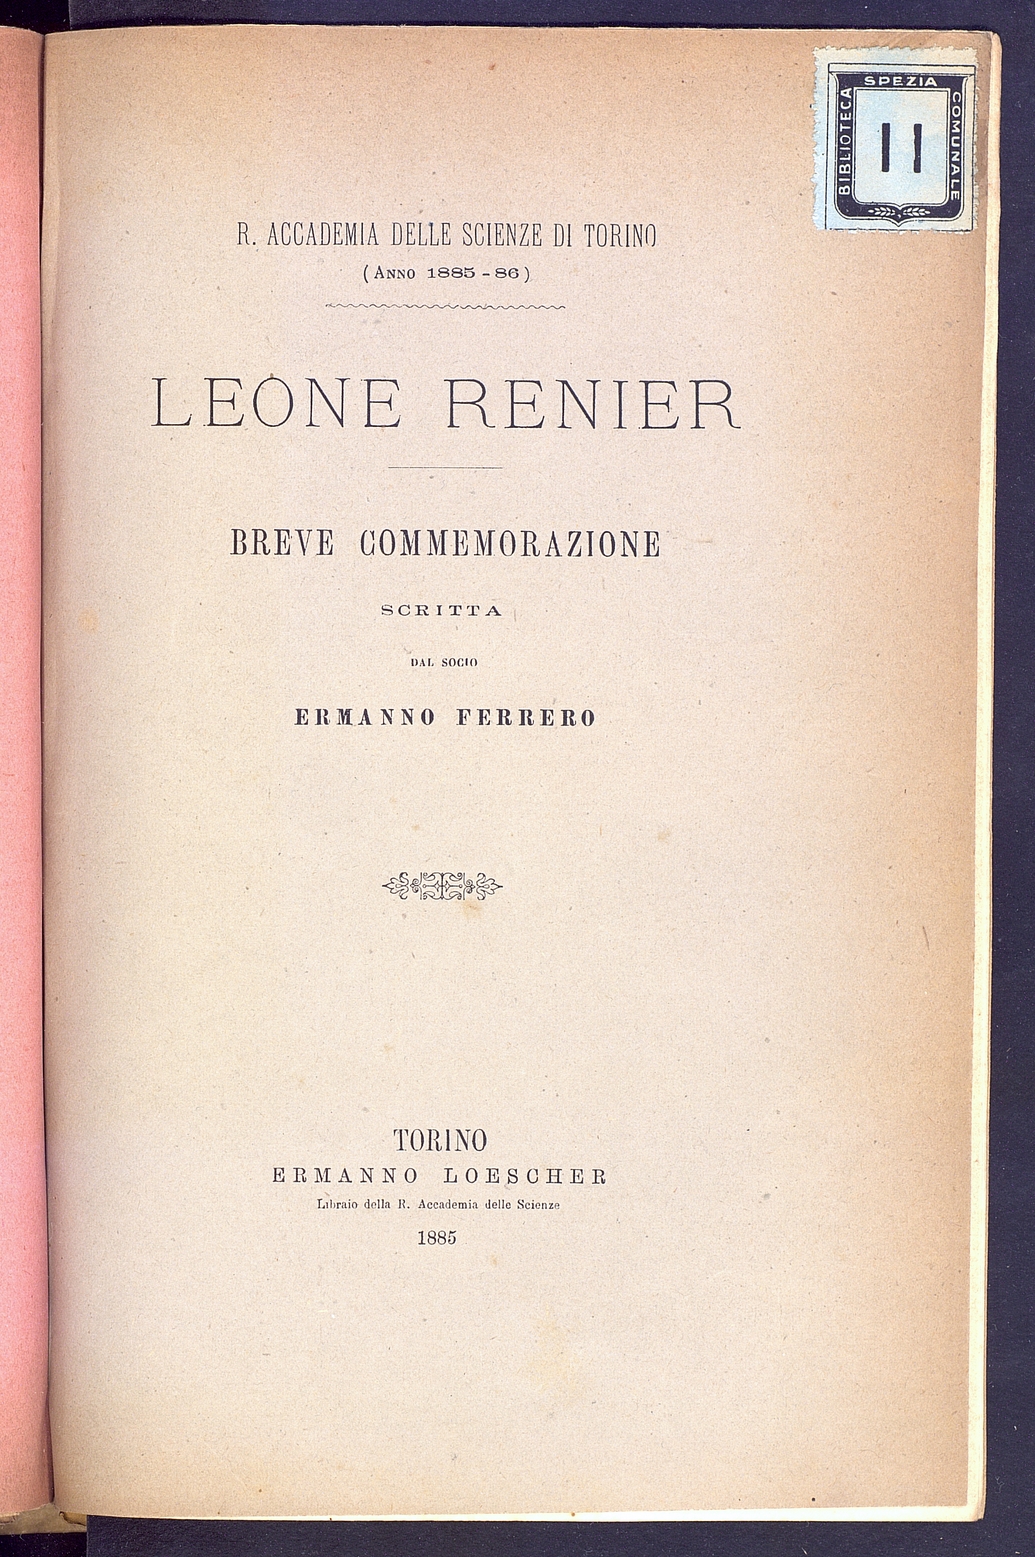 SPEZIA
BIBLIOTECA
COMUNALE
11
R. ACCADEMIA DELLE SCIENZE DI TORINO
(ANNO 1885-86)
LEONE RENIER
BREVE COMMEMORAZIONE
SCRITTA
DAL SOCIO
ERMANNO FERRERO
TORINO
ERMANNO LOESCHER
Libraio della R. Accademia delle Scienze
1885